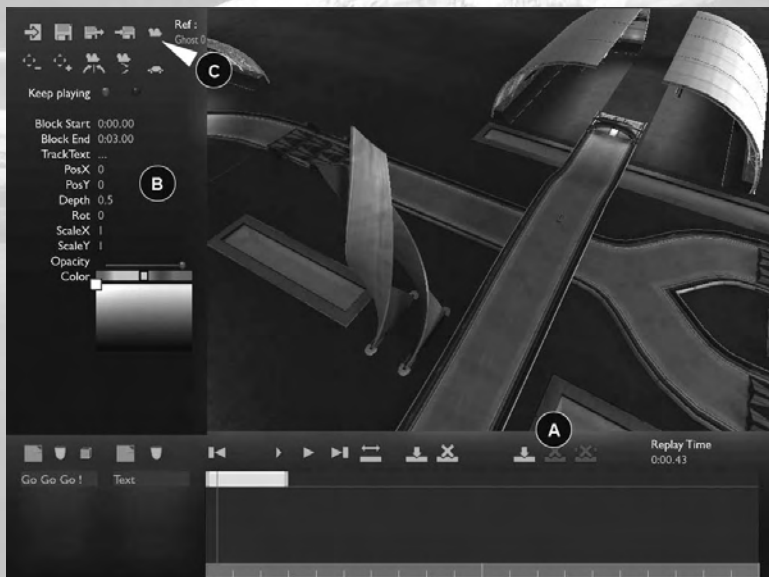 Ref :
Ghost 0
C
Keep playing
Block Start 0:00.00
Block End 0:03.00
TrackText ...
PosX 0
PosY 0
Depth 0.5
Rot 0
ScaleX 1
ScaleY 1
Opacity
Color
B
A
Replay Time
0:00.43
Go Go Go ! Text